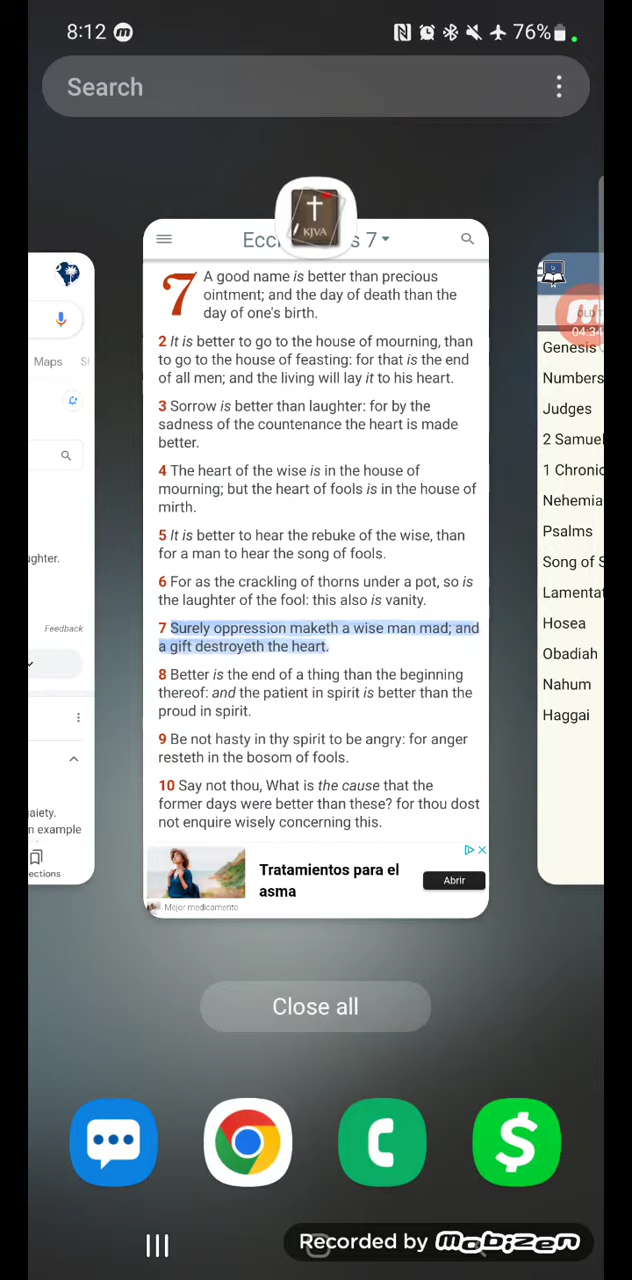 8:12
76%
Search
KJVA
7
A good name is better than precious
ointment; and the day of death than the
day of one's birth.
2 It is better to go to the house of mourning, than
to go to the house of feasting: for that is the end
of all men; and the living will lay it to his heart.
3 Sorrow is better than laughter: for by the
sadness of the countenance the heart is made
better.
4 The heart of the wise is in the house of
mourning; but the heart of fools is in the house of
mirth.
5 It is better to hear the rebuke of the wise, than
for a man to hear the song of fools.
6 For as the crackling of thorns under a pot, so is
the laughter of the fool: this also is vanity.
7 Surely oppression maketh a wise man mad; and
a gift destroyeth the heart.
8 Better is the end of a thing than the beginning
thereof: and the patient in spirit is better than the
proud in spirit.
9 Be not hasty in thy spirit to be angry: for anger
resteth in the bosom of fools.
10 Say not thou, What is the cause that the
former days were better than these? for thou dost
not enquire wisely concerning this.
Tratamientos para el
asma
Abrir
Mejor medicamento
Maps
Feedback
example
04:34
Genesis
Numbers
Judges
2 Samuel
1 Chronic
Nehemia
Psalms
Song of S
Lamentat
Hosea
Obadiah
Nahum
Haggai
Close all
Recorded by mobizen